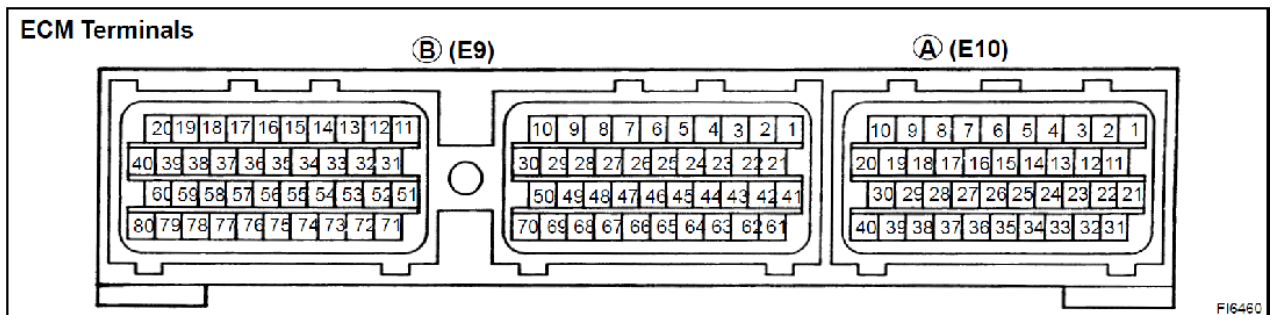 ECM Terminals
Ⓑ (E9) Ⓐ (E10)
20 19 18 17 16 15 14 13 12 11 10 9 8 7 6 5 4 3 2 1 10 9 8 7 6 5 4 3 2 1
40 39 38 37 36 35 34 33 32 31 30 29 28 27 26 25 24 23 22 21 20 19 18 17 16 15 14 13 12 11
60 59 58 57 56 55 54 53 52 51 50 49 48 47 46 45 44 43 42 41 30 29 28 27 26 25 24 23 22 21
80 79 78 77 76 75 74 73 72 71 70 69 68 67 66 65 64 63 62 61 40 39 38 37 36 35 34 33 32 31
FI6460